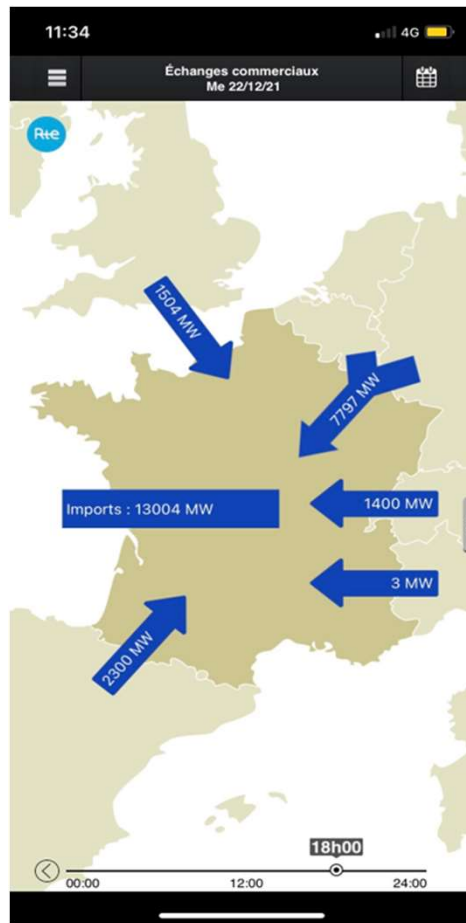 11:34
4G
Échanges commerciaux
Me 22/12/21
Rte
1504 MW
7797 MW
Imports : 13004 MW
1400 MW
3 MW
2300 MW
18h00
00:00
12:00
24:00